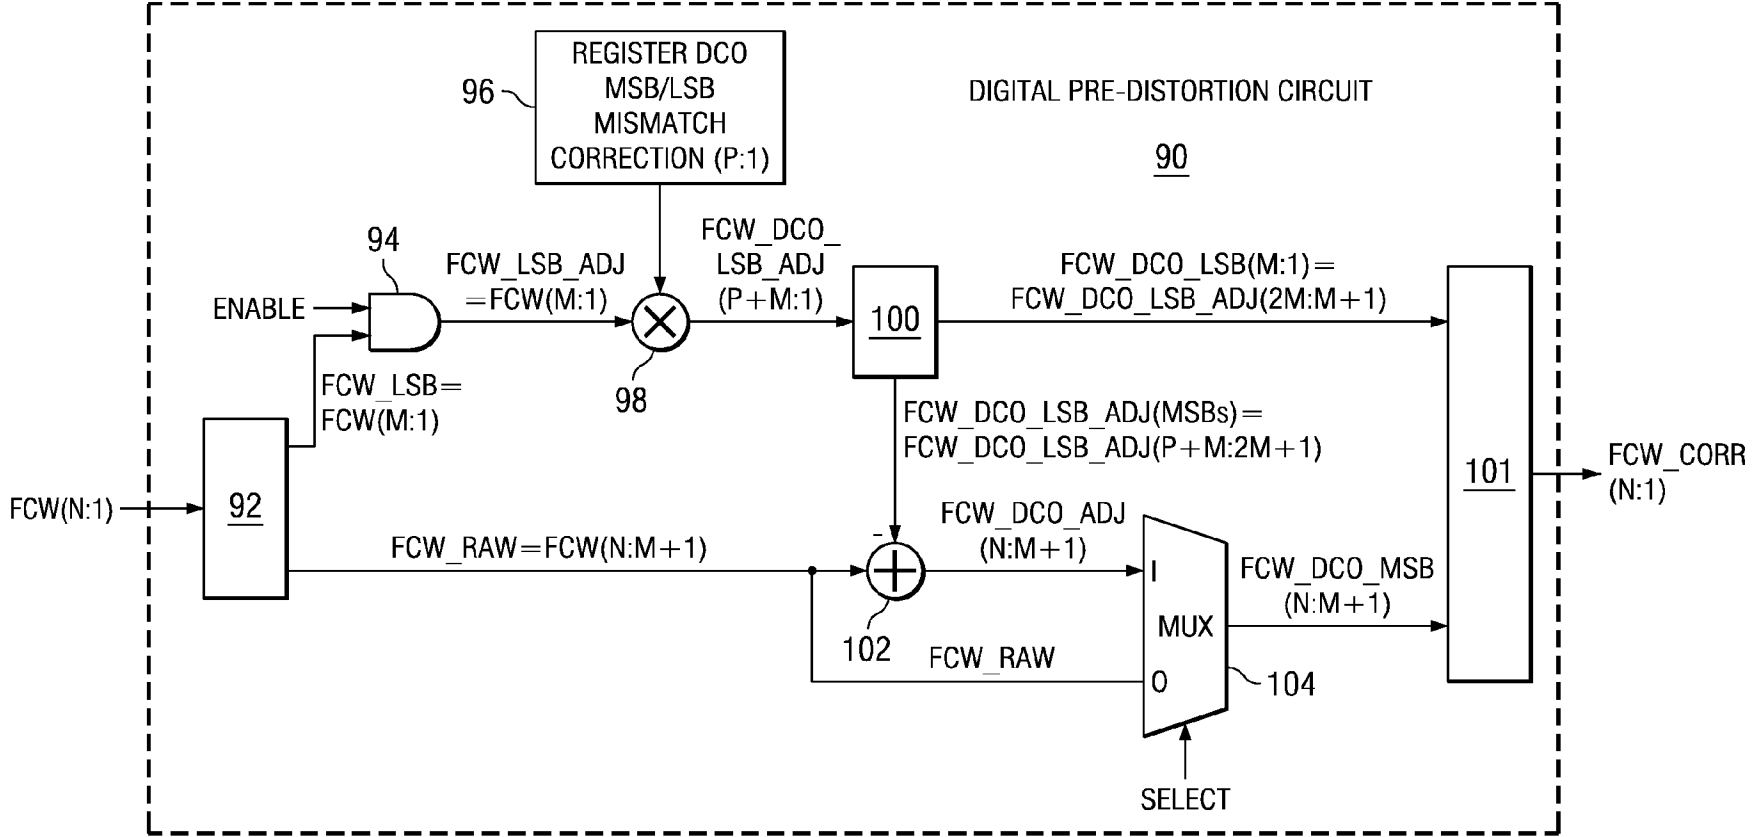 REGISTER DCO
MSB/LSB
MISMATCH
CORRECTION (P:1)
96
DIGITAL PRE-DISTORTION CIRCUIT
90
94
ENABLE
FCW_LSB_ADJ
=FCW(M:1)
98
FCW_DCO_
LSB_ADJ
(P+M:1)
100
FCW_DCO_LSB(M:1)=
FCW_DCO_LSB_ADJ(2M:M+1)
FCW_LSB=
FCW(M:1)
FCW_DCO_LSB_ADJ(MSBs)=
FCW_DCO_LSB_ADJ(P+M:2M+1)
FCW(N:1)
92
FCW_RAW=FCW(N:M+1)
-
102
FCW_DCO_ADJ
(N:M+1)
I
MUX
O
104
FCW_RAW
SELECT
FCW_DCO_MSB
(N:M+1)
101
FCW_CORR
(N:1)